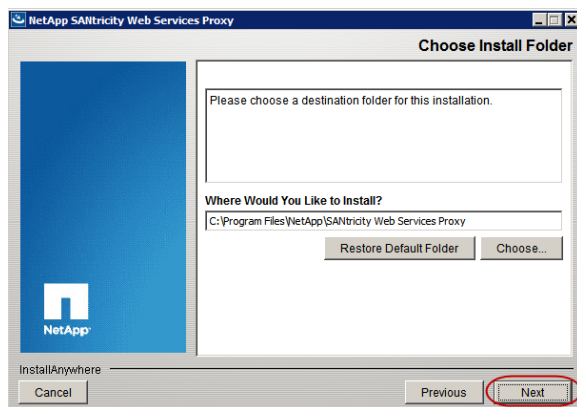 NetApp SANtricity Web Services Proxy
Choose Install Folder
Please choose a destination folder for this installation.
Where Would You Like to Install?
C:\Program Files\NetApp\SANtricity Web Services Proxy
Restore Default Folder
Choose...
NetApp
InstallAnywhere
Cancel
Previous
Next